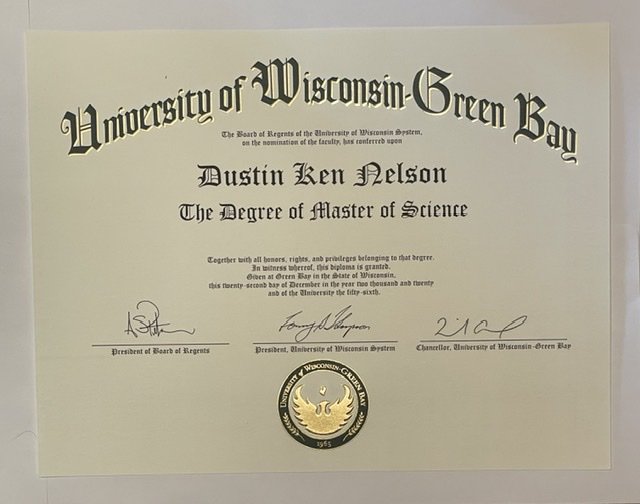 University of Wisconsin-Green Bay
The Board of Regents of the University of Wisconsin System,
on the nomination of the faculty, has conferred upon
Dustin Ken Nelson
The Degree of Master of Science
Together with all honors, rights, and privileges belonging to that degree.
In witness whereof, this diploma is granted.
Given at Green Bay in the State of Wisconsin,
this twenty-second day of December in the year two thousand and twenty
and of the University the fifty-sixth.
President of Board of Regents
President, University of Wisconsin System
Chancellor, University of Wisconsin-Green Bay
University of Wisconsin-Green Bay
1965